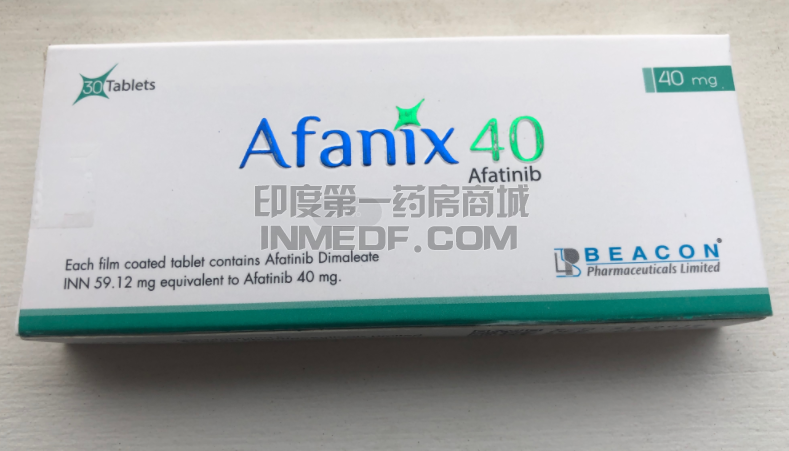 30 Tablets
40 mg
Afanix 40
Afatinib
印度第一药房商城
INMEDF.COM
Each film coated tablet contains Afatinib Dimaleate
INN 59.12 mg equivalent to Afatinib 40 mg.
BEACON
Pharmaceuticals Limited